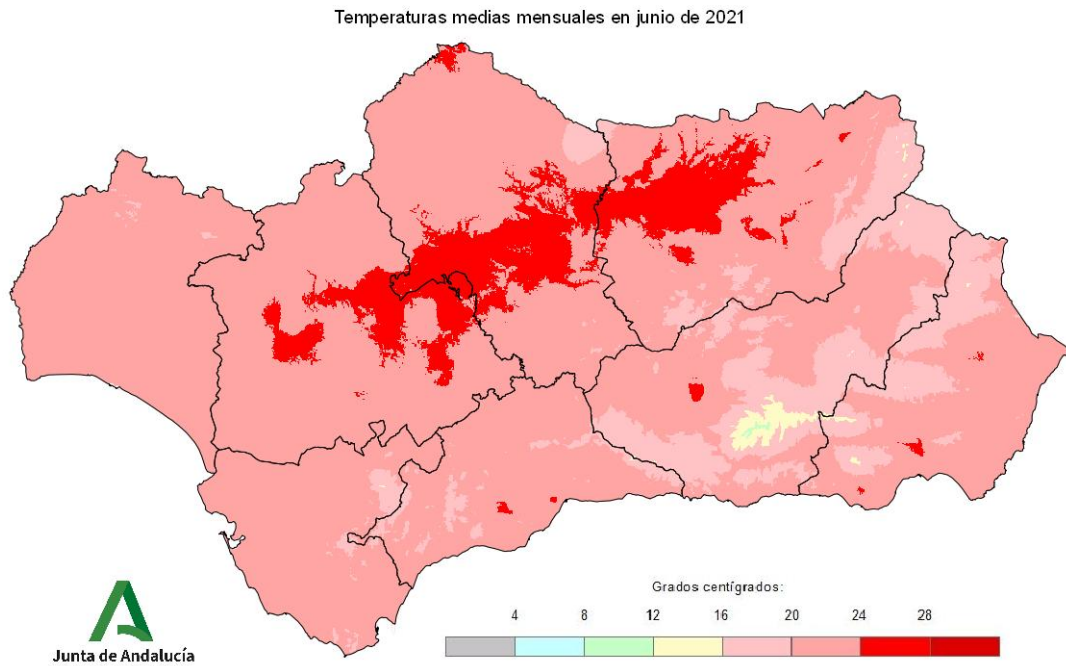 Temperaturas medias mensuales en junio de 2021
Grados centígrados:
4 8 12 16 20 24 28
Junta de Andalucía